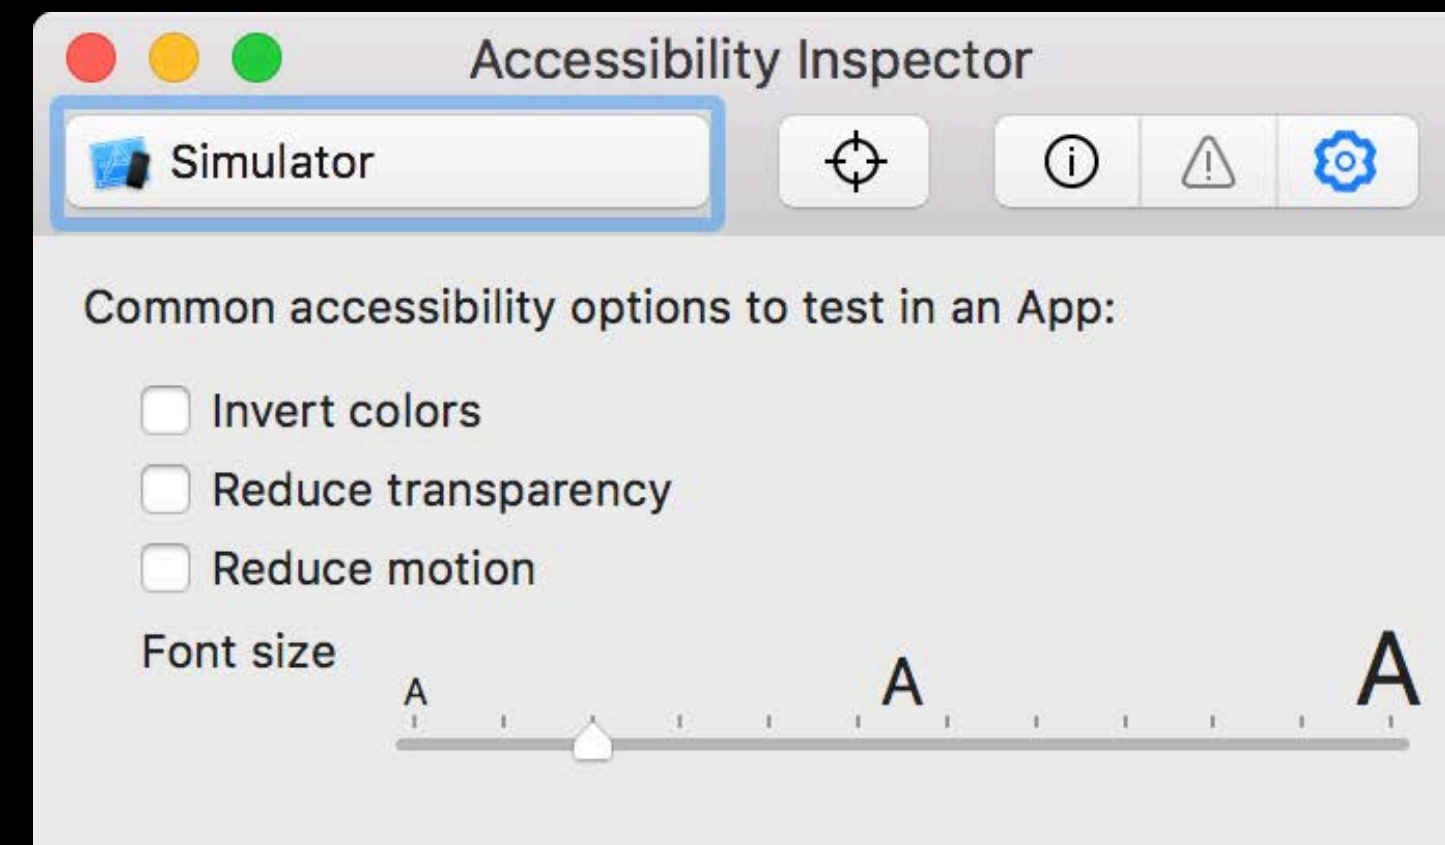 Accessibility Inspector
Simulator
Common accessibility options to test in an App:
Invert colors
Reduce transparency
Reduce motion
Font size
A A A